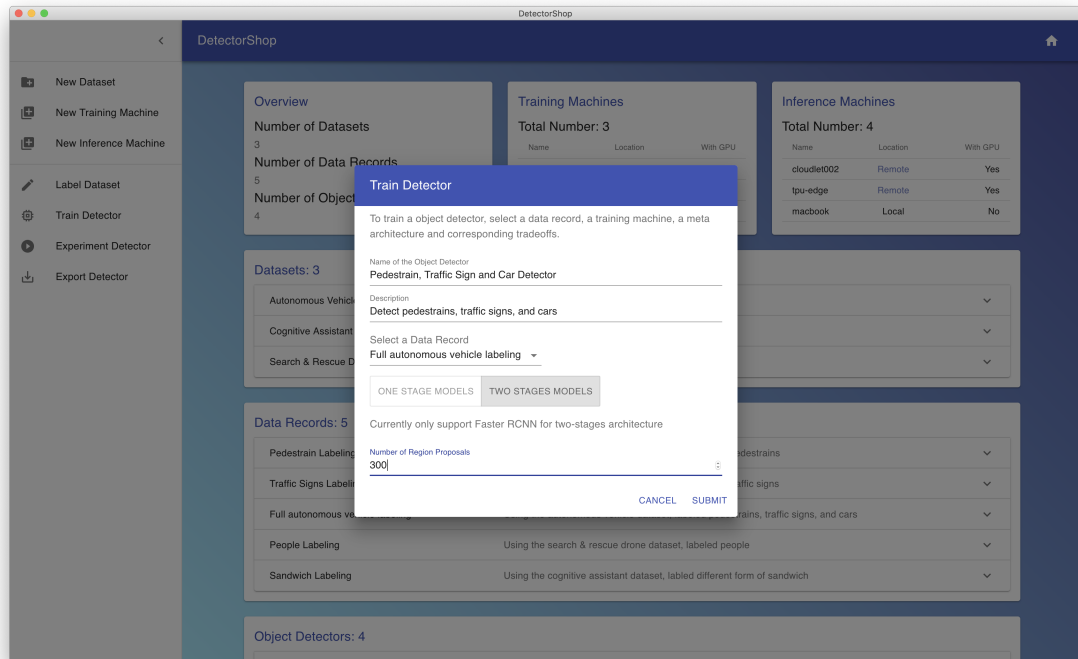 DetectorShop
DetectorShop
New Dataset
New Training Machine
New Inference Machine
Label Dataset
Train Detector
Experiment Detector
Export Detector
Overview
Number of Datasets
3
Number of Data Records
5
Number of Object
4
Training Machines
Total Number: 3
Name Location With GPU
Inference Machines
Total Number: 4
Name Location With GPU
cloudlet002 Remote Yes
tpu-edge Remote Yes
macbook Local No
Train Detector
To train a object detector, select a data record, a training machine, a meta
architecture and corresponding tradeoffs.
Name of the Object Detector
Pedestrain, Traffic Sign and Car Detector
Description
Detect pedestrains, traffic signs, and cars
Select a Data Record
Full autonomous vehicle labeling
ONE STAGE MODELS TWO STAGES MODELS
Currently only support Faster RCNN for two-stages architecture
Number of Region Proposals
300
CANCEL SUBMIT
Datasets: 3
Autonomous Vehicl
Cognitive Assistant
Search & Rescue D
Data Records: 5
Pedestrain Labeling edestrains
Traffic Signs Labeli affic signs
Full autonomous ve rains, traffic signs, and cars
People Labeling Using the search & rescue drone dataset, labeled people
Sandwich Labeling Using the cognitive assistant dataset, labled different form of sandwich
Object Detectors: 4